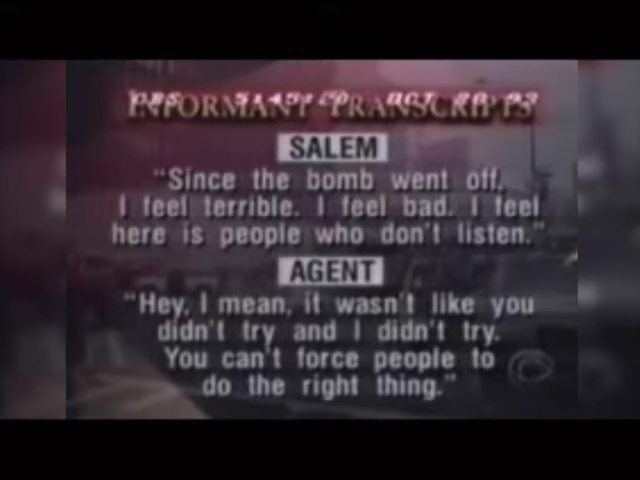 INFORMANT TRANSCRIPTS
SALEM
"Since the bomb went off,
I feel terrible. I feel bad. I feel
here is people who don't listen."
AGENT
"Hey, I mean, it wasn't like you
didn't try and I didn't try.
You can't force people to
do the right thing."